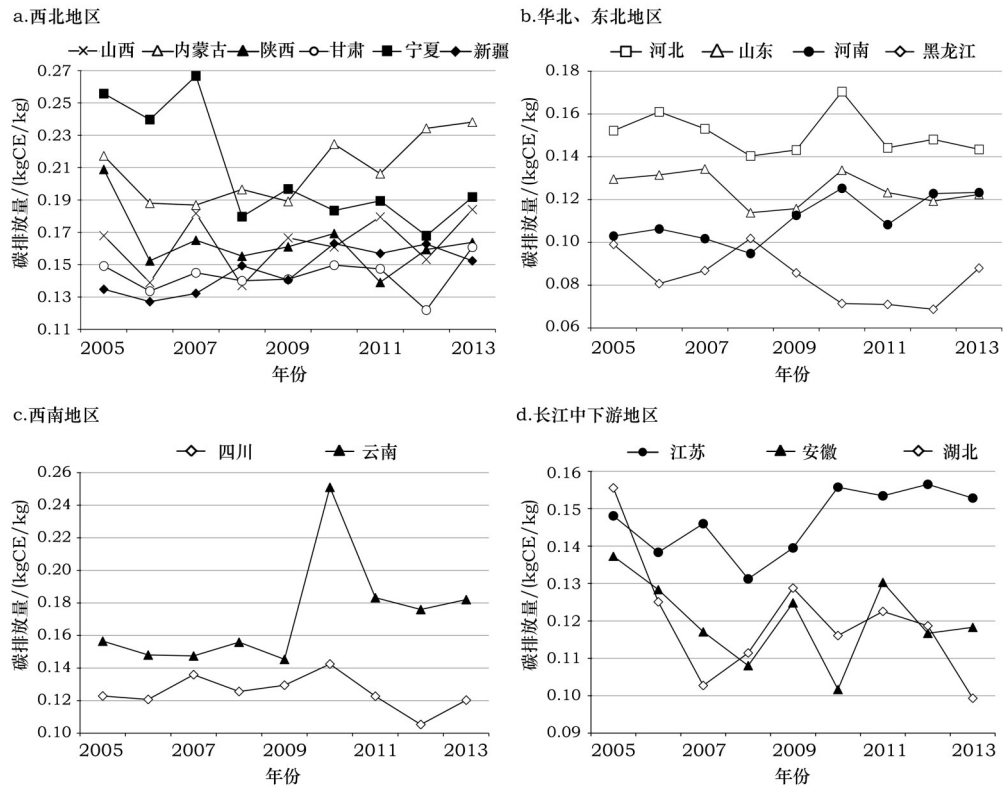 a.西北地区
山西 内蒙古 陕西 甘肃 宁夏 新疆
0.27
0.25
0.23
0.21
0.19
0.17
0.15
0.13
0.11
碳排放量/(kgCE/kg)
2005 2007 2009 2011 2013
年份
b.华北、东北地区
河北 山东 河南 黑龙江
0.18
0.16
0.14
0.12
0.10
0.08
0.06
碳排放量/(kgCE/kg)
2005 2007 2009 2011 2013
年份
c.西南地区
四川 云南
0.26
0.24
0.22
0.20
0.18
0.16
0.14
0.12
0.10
碳排放量/(kgCE/kg)
2005 2007 2009 2011 2013
年份
d.长江中下游地区
江苏 安徽 湖北
0.16
0.15
0.14
0.13
0.12
0.11
0.10
0.09
碳排放量/(kgCE/kg)
2005 2007 2009 2011 2013
年份